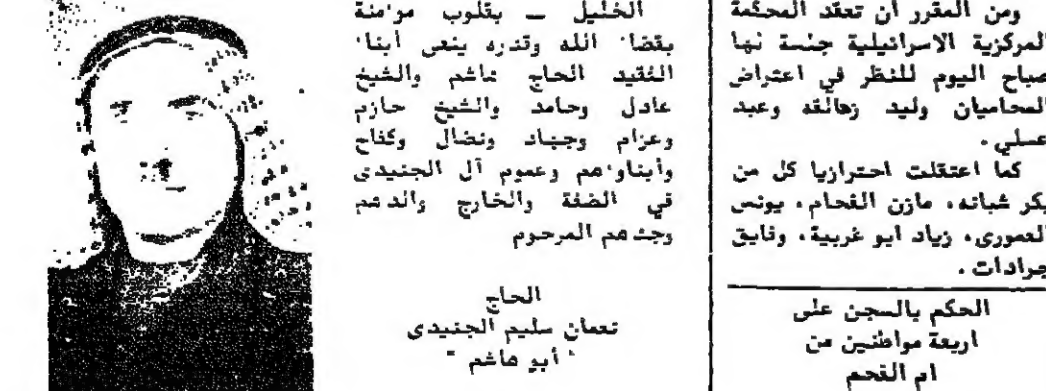 ومن المقرر ان تعقد المحكمة
المركزية الاسرائيلية جلسة لها
صباح اليوم للنظر في اعتراض
المحاميان وليد زحالقه وعبد
عسلي.
كما اعتقلت احترازيا كل من
بكر شبانه، مازن الفحام، يونس
العموري، زياد ابو غربية، وفايق
جرادات.
الحكم بالسجن على
اربعة مواطنين من
ام الفحم
الخليل — بقلوب مؤمنة
بقضاء الله وقدره ينعى أبناء
الفقيد الحاج هاشم والشيخ
عادل وحامد والشيخ حازم
وعزام وجهاد ونضال وكفاح
وأبناوءهم وعموم آل الجنيدي
في الضفة والخارج والدهم
وجدهم المرحوم
الحاج
نعمان سليم الجنيدي
" أبو هاشم "